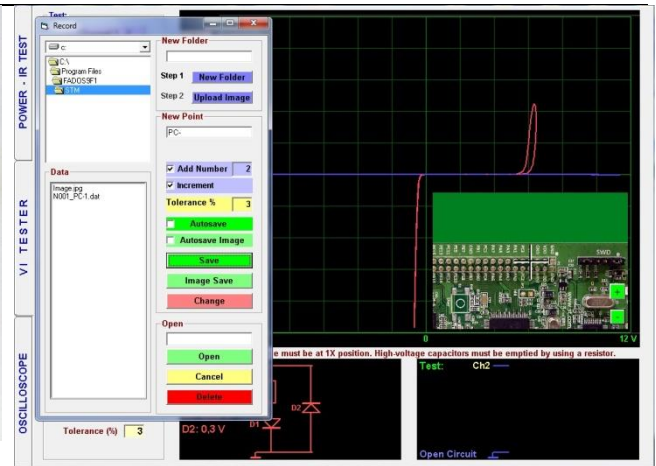 Test:
Record
c:
C:\
Program Files
FADOS9F1
STM
Data
Image.jpg
N001_PC-1.dat
New Folder
Step 1 New Folder
Step 2 Upload Image
New Point
PC-
Add Number 2
Increment
Tolerance % 3
Autosave
Autosave Image
Save
Image Save
Change
Open
Open
Cancel
Delete
POWER - IR TEST
VI TESTER
OSCILLOSCOPE
SWD
0 12 V
e must be at 1X position. High-voltage capacitors must be emptied by using a resistor.
D2
D1
D2: 0,3 V
Test: Ch2
Open Circuit
Tolerance (%) 3